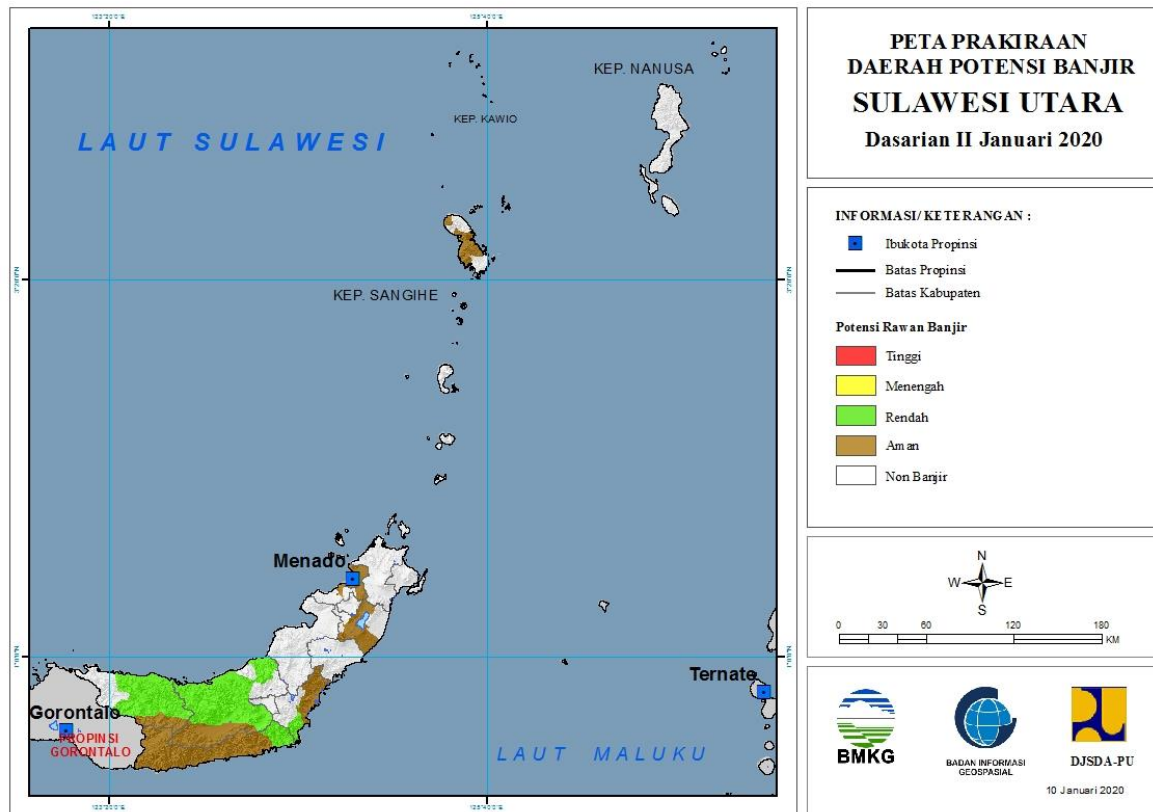 PETA PRAKIRAAN
DAERAH POTENSI BANJIR
SULAWESI UTARA
Dasarian II Januari 2020
KEP. NANUSA
KEP. KAWIO
LAUT SULAWESI
KEP. SANGIHE
Menado
Ternate
Gorontalo
PROPINSI
GORONTALO
LAUT MALUKU
INFORMASI/ KETERANGAN :
Ibukota Propinsi
Batas Propinsi
Batas Kabupaten
Potensi Rawan Banjir
Tinggi
Menengah
Rendah
Aman
Non Banjir
N
W E
S
0 30 60 120 180
KM
BMKG
BADAN INFORMASI
GEOSPASIAL
DJSDA-PU
10 Januari 2020